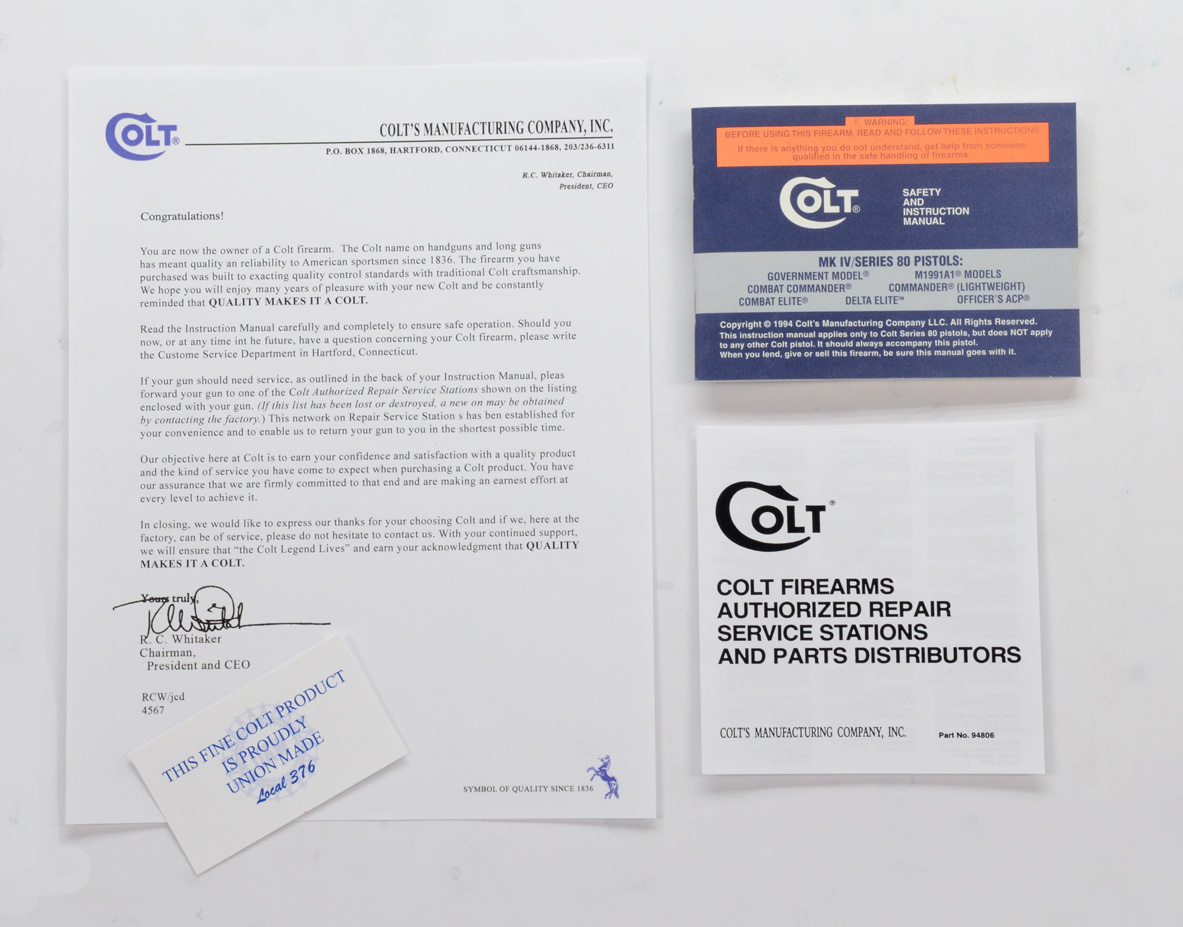 COLT®
COLT'S MANUFACTURING COMPANY, INC.
P.O. BOX 1868, HARTFORD, CONNECTICUT 06144-1868, 203/236-6311
R.C. Whitaker, Chairman,
President, CEO
Congratulations!
You are now the owner of a Colt firearm. The Colt name on handguns and long guns
has meant quality an reliability to American sportsmen since 1836. The firearm you have
purchased was built to exacting quality control standards with traditional Colt craftsmanship.
We hope you will enjoy many years of pleasure with your new Colt and be constantly
reminded that QUALITY MAKES IT A COLT.
Read the Instruction Manual carefully and completely to ensure safe operation. Should you
now, or at any time int he future, have a question concerning your Colt firearm, please write
the Custome Service Department in Hartford, Connecticut.
If your gun should need service, as outlined in the back of your Instruction Manual, pleas
forward your gun to one of the Colt Authorized Repair Service Stations shown on the listing
enclosed with your gun. (If this list has been lost or destroyed, a new on may be obtained
by contacting the factory.) This network on Repair Service Station s has ben established for
your convenience and to enable us to return your gun to you in the shortest possible time.
Our objective here at Colt is to earn your confidence and satisfaction with a quality product
and the kind of service you have come to expect when purchasing a Colt product. You have
our assurance that we are firmly committed to that end and are making an earnest effort at
every level to achieve it.
In closing, we would like to express our thanks for your choosing Colt and if we, here at the
factory, can be of service, please do not hesitate to contact us. With your continued support,
we will ensure that “the Colt Legend Lives” and earn your acknowledgment that QUALITY
MAKES IT A COLT.
Yours truly,
R. C. Whitaker
Chairman,
President and CEO
RCW/jcd
4567
THIS FINE COLT PRODUCT
IS PROUDLY
UNION MADE
Local 376
SYMBOL OF QUALITY SINCE 1836
! WARNING:
BEFORE USING THIS FIREARM, READ AND FOLLOW THESE INSTRUCTIONS
If there is anything you do not understand, get help from someone
qualified in the safe handling of firearms.
COLT®
SAFETY
AND
INSTRUCTION
MANUAL
MK IV/SERIES 80 PISTOLS:
GOVERNMENT MODEL® M1991A1® MODELS
COMBAT COMMANDER® COMMANDER® (LIGHTWEIGHT)
COMBAT ELITE® DELTA ELITE™ OFFICER'S ACP®
Copyright © 1994 Colt's Manufacturing Company LLC. All Rights Reserved.
This instruction manual applies only to Colt Series 80 pistols, but does NOT apply
to any other Colt pistol. It should always accompany this pistol.
When you lend, give or sell this firearm, be sure this manual goes with it.
COLT®
COLT FIREARMS
AUTHORIZED REPAIR
SERVICE STATIONS
AND PARTS DISTRIBUTORS
COLT'S MANUFACTURING COMPANY, INC. Part No. 94806